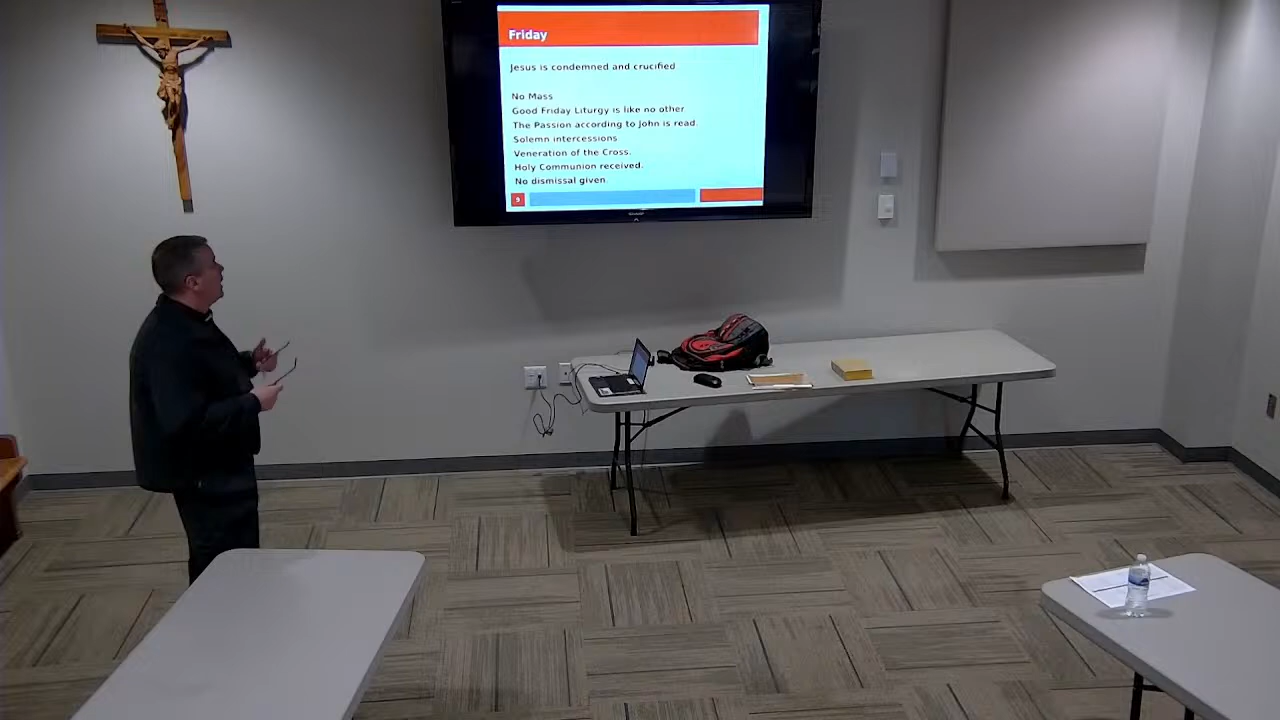 Friday
Jesus is condemned and crucified
No Mass
Good Friday Liturgy is like no other
The Passion according to John is read.
Solemn intercessions
Veneration of the Cross.
Holy Communion received.
No dismissal given.
9